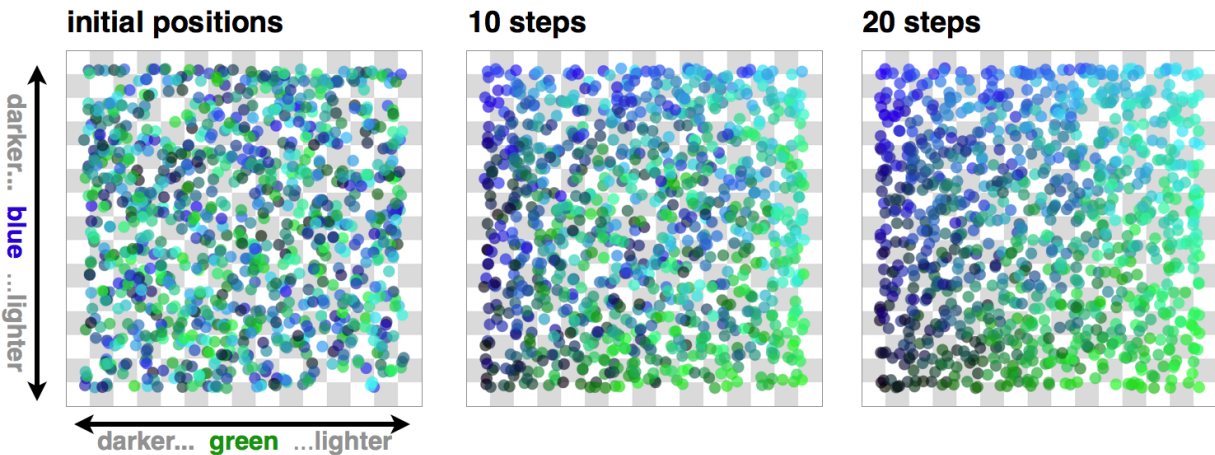 initial positions
10 steps
20 steps
darker... blue ...lighter
darker... green ...lighter